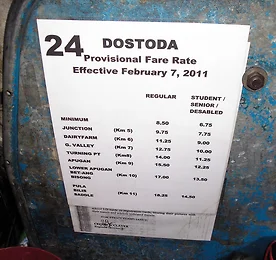 24 DOSTODA
Provisional Fare Rate
Effective February 7, 2011
REGULAR STUDENT / SENIOR / DESABLED
MINIMUM 8.50 6.75
JUNCTION (Km 5) 9.75 7.75
DAIRYFARM (Km 6) 11.25 9.00
G. VALLEY (Km 7) 12.75 10.00
TURNING PT (Km8) 14.00 11.25
APUGAN (Km 9) 15.50 12.25
LOWER APUGAN
BET-ANG (Km 10) 17.00 13.50
BISONG
PULA
BILIS (Km 11) 18.25 14.50
SADDLE